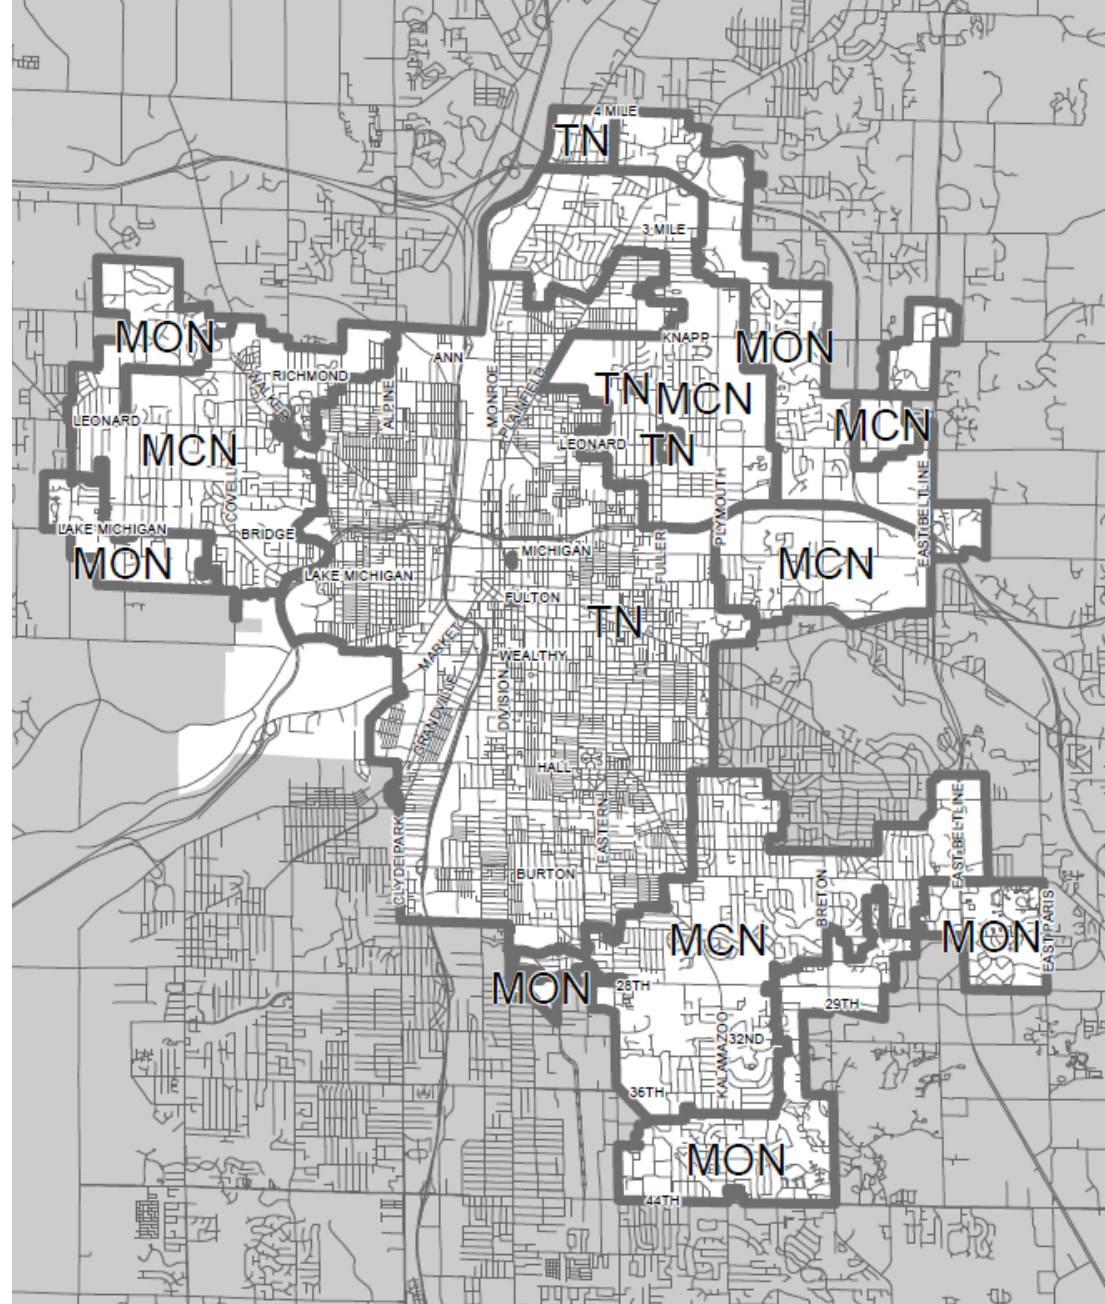 4 MILE
TN
3 MILE
MON
ANN
KNAPP
MON
RICHMOND
WALKER
ALPINE
MONROE
PLAINFIELD
TN
MCN
LEONARD
MCN
COVELL
LEONARD
TN
MCN
EAST BELTLINE
PLYMOUTH
LAKE MICHIGAN
BRIDGE
MON
MICHIGAN
FULLER
MCN
LAKE MICHIGAN
FULTON
TN
MARKET
WEALTHY
DIVISION
GRANDVILLE
HALL
EASTERN
CLYDE PARK
BURTON
BRETON
EAST BELTLINE
EAST PARIS
MCN
MON
MON
28TH
29TH
KALAMAZOO
32ND
36TH
MON
44TH